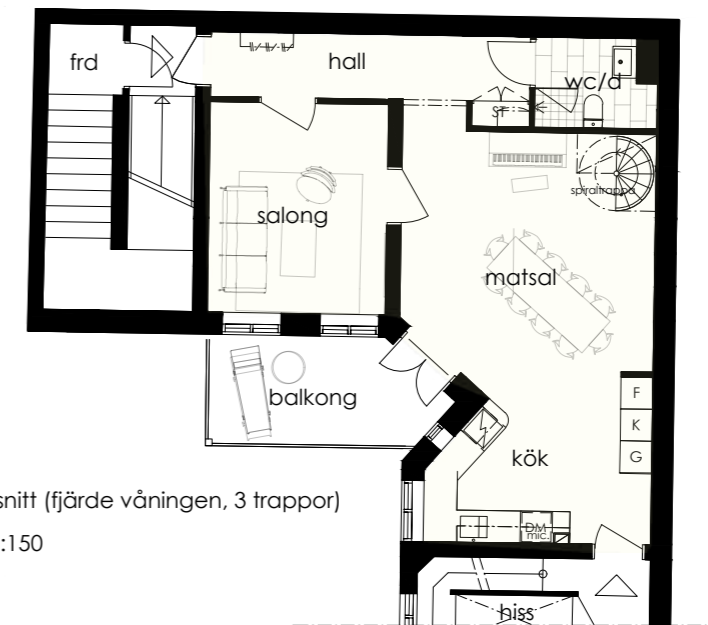 frd
hall
wc/d
ST
spiraltrappa
salong
matsal
balkong
F
K
G
kök
snitt (fjärde våningen, 3 trappor)
:150
DM
mic.
hiss